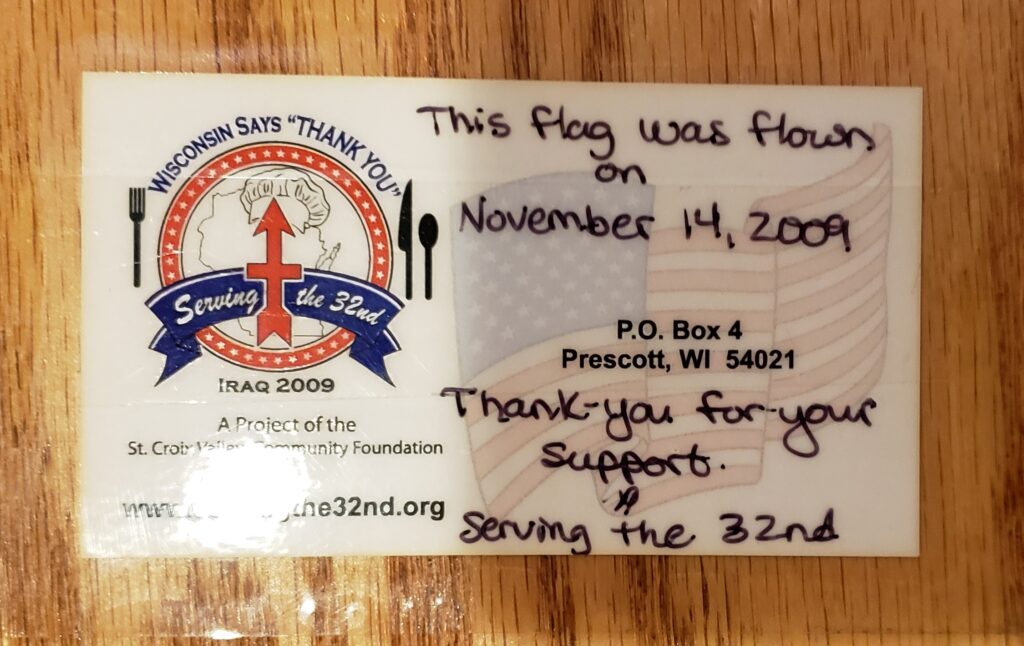 WISCONSIN SAYS "THANK YOU"
Serving the 32nd
IRAQ 2009
A Project of the
St. Croix Valley Community Foundation
the32nd.org
This flag was flown
on
November 14, 2009
P.O. Box 4
Prescott, WI 54021
Thank-you for your
support.
Serving the 32nd